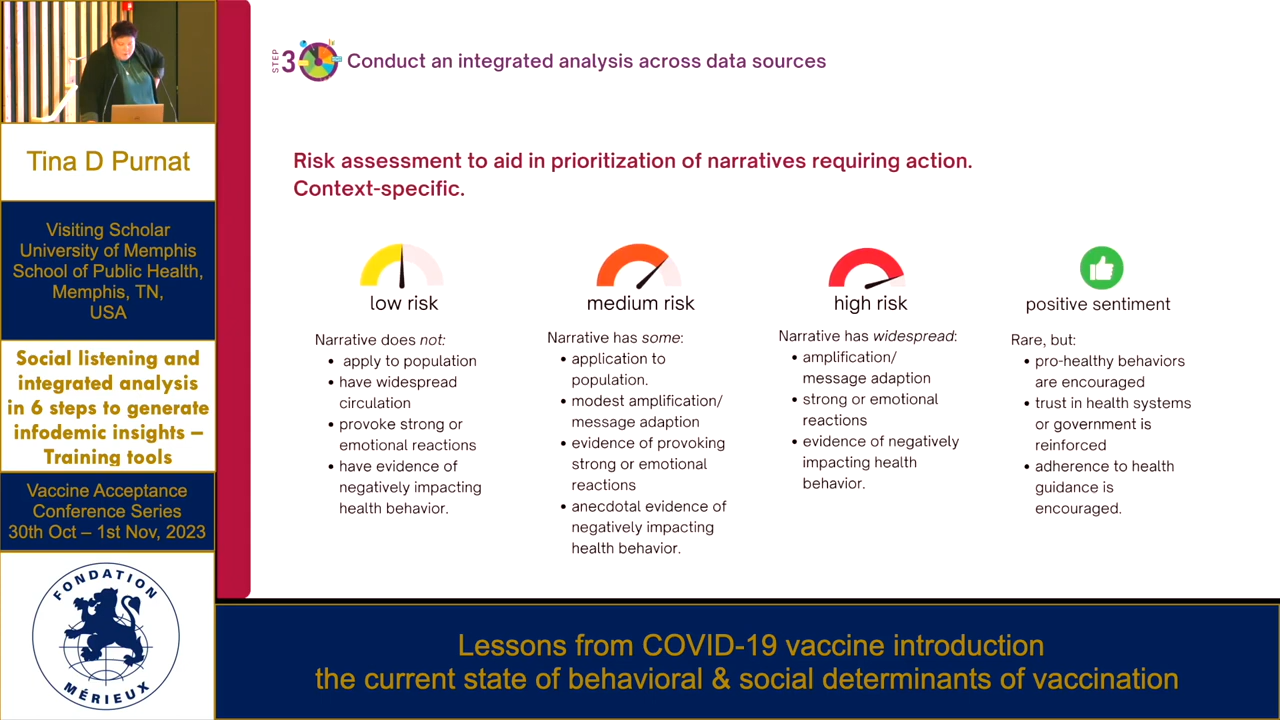 STEP 3 Conduct an integrated analysis across data sources
Risk assessment to aid in prioritization of narratives requiring action.
Context-specific.
low risk
Narrative does not:
• apply to population
• have widespread
circulation
• provoke strong or
emotional reactions
• have evidence of
negatively impacting
health behavior.
medium risk
Narrative has some:
• application to
population.
• modest amplification/
message adaption
• evidence of provoking
strong or emotional
reactions
• anecdotal evidence of
negatively impacting
health behavior.
high risk
Narrative has widespread:
• amplification/
message adaption
• strong or emotional
reactions
• evidence of negatively
impacting health
behavior.
positive sentiment
Rare, but:
• pro-healthy behaviors
are encouraged
• trust in health systems
or government is
reinforced
• adherence to health
guidance is
encouraged.
Tina D Purnat
Visiting Scholar
University of Memphis
School of Public Health,
Memphis, TN,
USA
Social listening and
integrated analysis
in 6 steps to generate
infodemic insights –
Training tools
Vaccine Acceptance
Conference Series
30th Oct – 1st Nov, 2023
FONDATION
MÉRIEUX
Lessons from COVID-19 vaccine introduction
the current state of behavioral & social determinants of vaccination